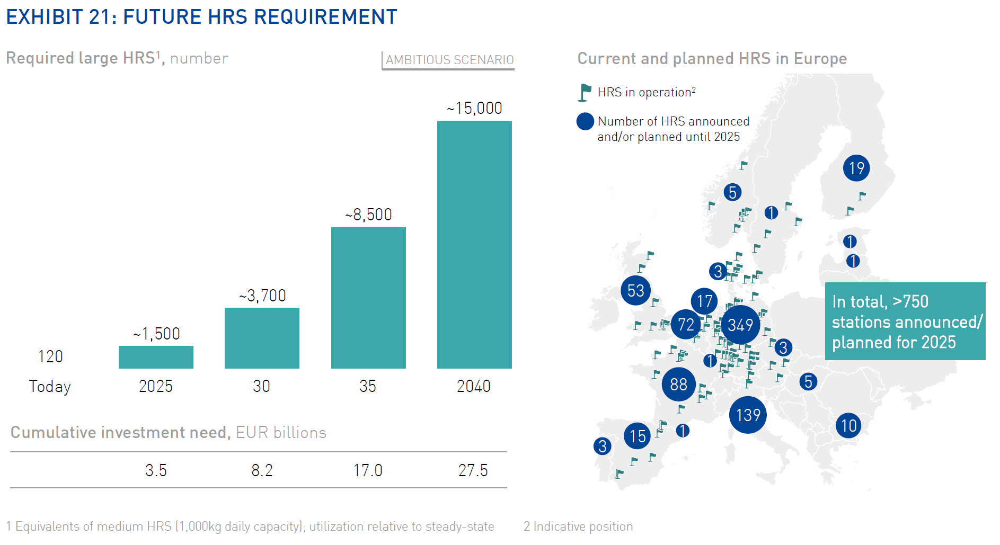 EXHIBIT 21: FUTURE HRS REQUIREMENT
Required large HRS¹, number
AMBITIOUS SCENARIO
120
~1,500
~3,700
~8,500
~15,000
Today
2025
30
35
2040
Cumulative investment need, EUR billions
3.5
8.2
17.0
27.5
Current and planned HRS in Europe
HRS in operation²
Number of HRS announced
and/or planned until 2025
19
5
1
1
1
3
53
17
72
349
3
1
88
5
139
10
1
15
3
In total, >750
stations announced/
planned for 2025
1 Equivalents of medium HRS (1,000kg daily capacity); utilization relative to steady-state
2 Indicative position